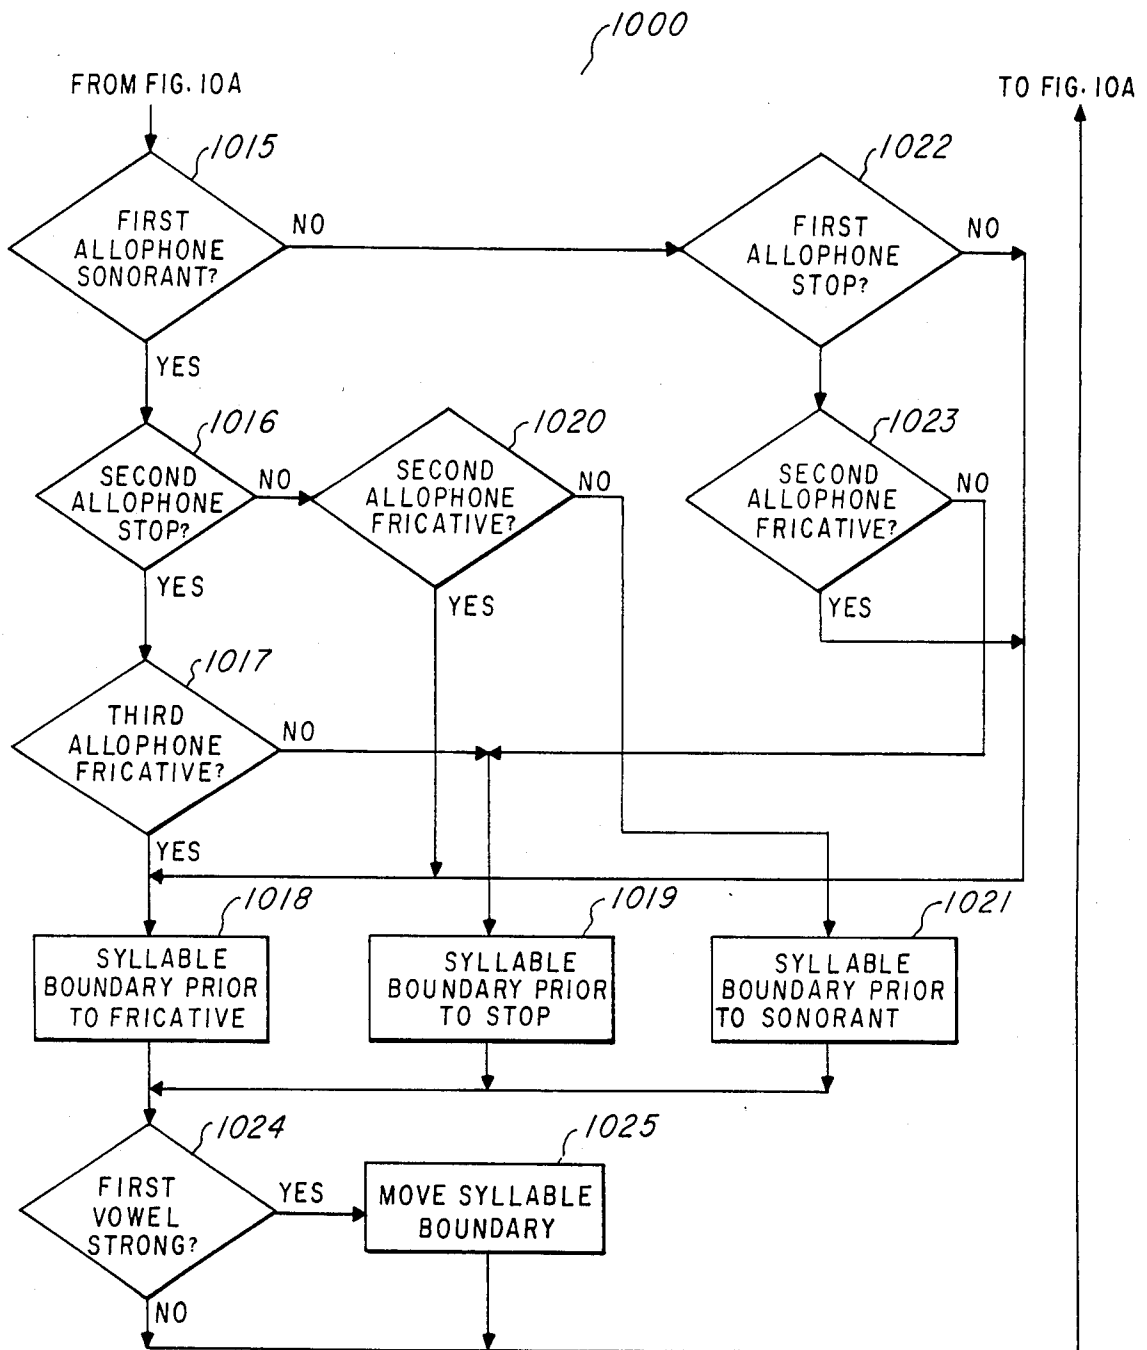 1000
FROM FIG. 10A
TO FIG. 10A
1015
1022
FIRST
ALLOPHONE
SONORANT?
NO
FIRST
ALLOPHONE
STOP?
NO
YES
1016
1020
1023
SECOND
ALLOPHONE
STOP?
NO
SECOND
ALLOPHONE
FRICATIVE?
NO
SECOND
ALLOPHONE
FRICATIVE?
NO
YES
YES
YES
1017
THIRD
ALLOPHONE
FRICATIVE?
NO
YES
1018
1019
1021
SYLLABLE
BOUNDARY PRIOR
TO FRICATIVE
SYLLABLE
BOUNDARY PRIOR
TO STOP
SYLLABLE
BOUNDARY PRIOR
TO SONORANT
1024
1025
FIRST
VOWEL
STRONG?
YES
MOVE SYLLABLE
BOUNDARY
NO